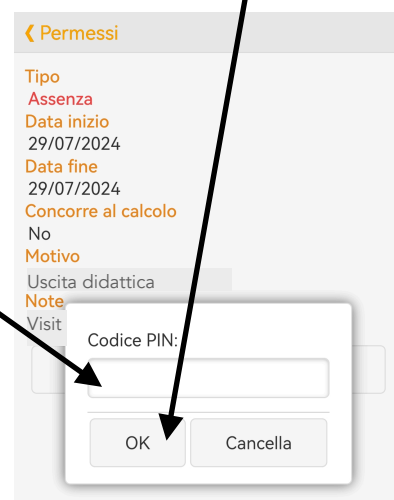 ❮ Permessi
Tipo
Assenza
Data inizio
29/07/2024
Data fine
29/07/2024
Concorre al calcolo
No
Motivo
Uscita didattica
Note
Visit
Codice PIN:
OK
Cancella